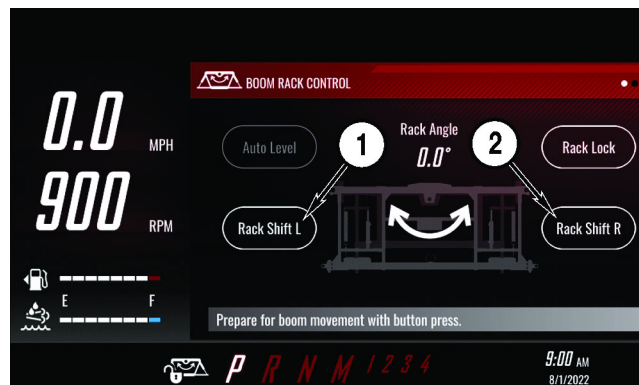 BOOM RACK CONTROL
0.0 MPH
Auto Level
1
Rack Angle
0.0°
2
Rack Lock
900 RPM
Rack Shift L
Rack Shift R
E F
Prepare for boom movement with button press.
P R N M 1 2 3 4
9:00 AM
8/1/2022